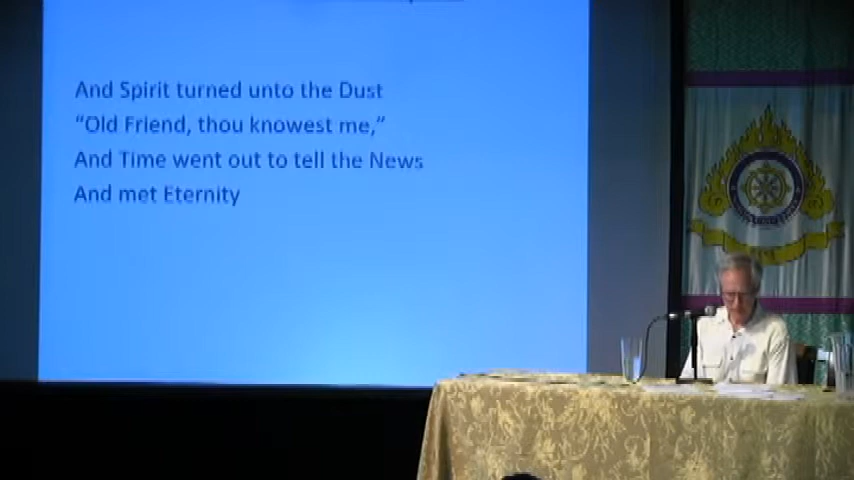 And Spirit turned unto the Dust
“Old Friend, thou knowest me,”
And Time went out to tell the News
And met Eternity